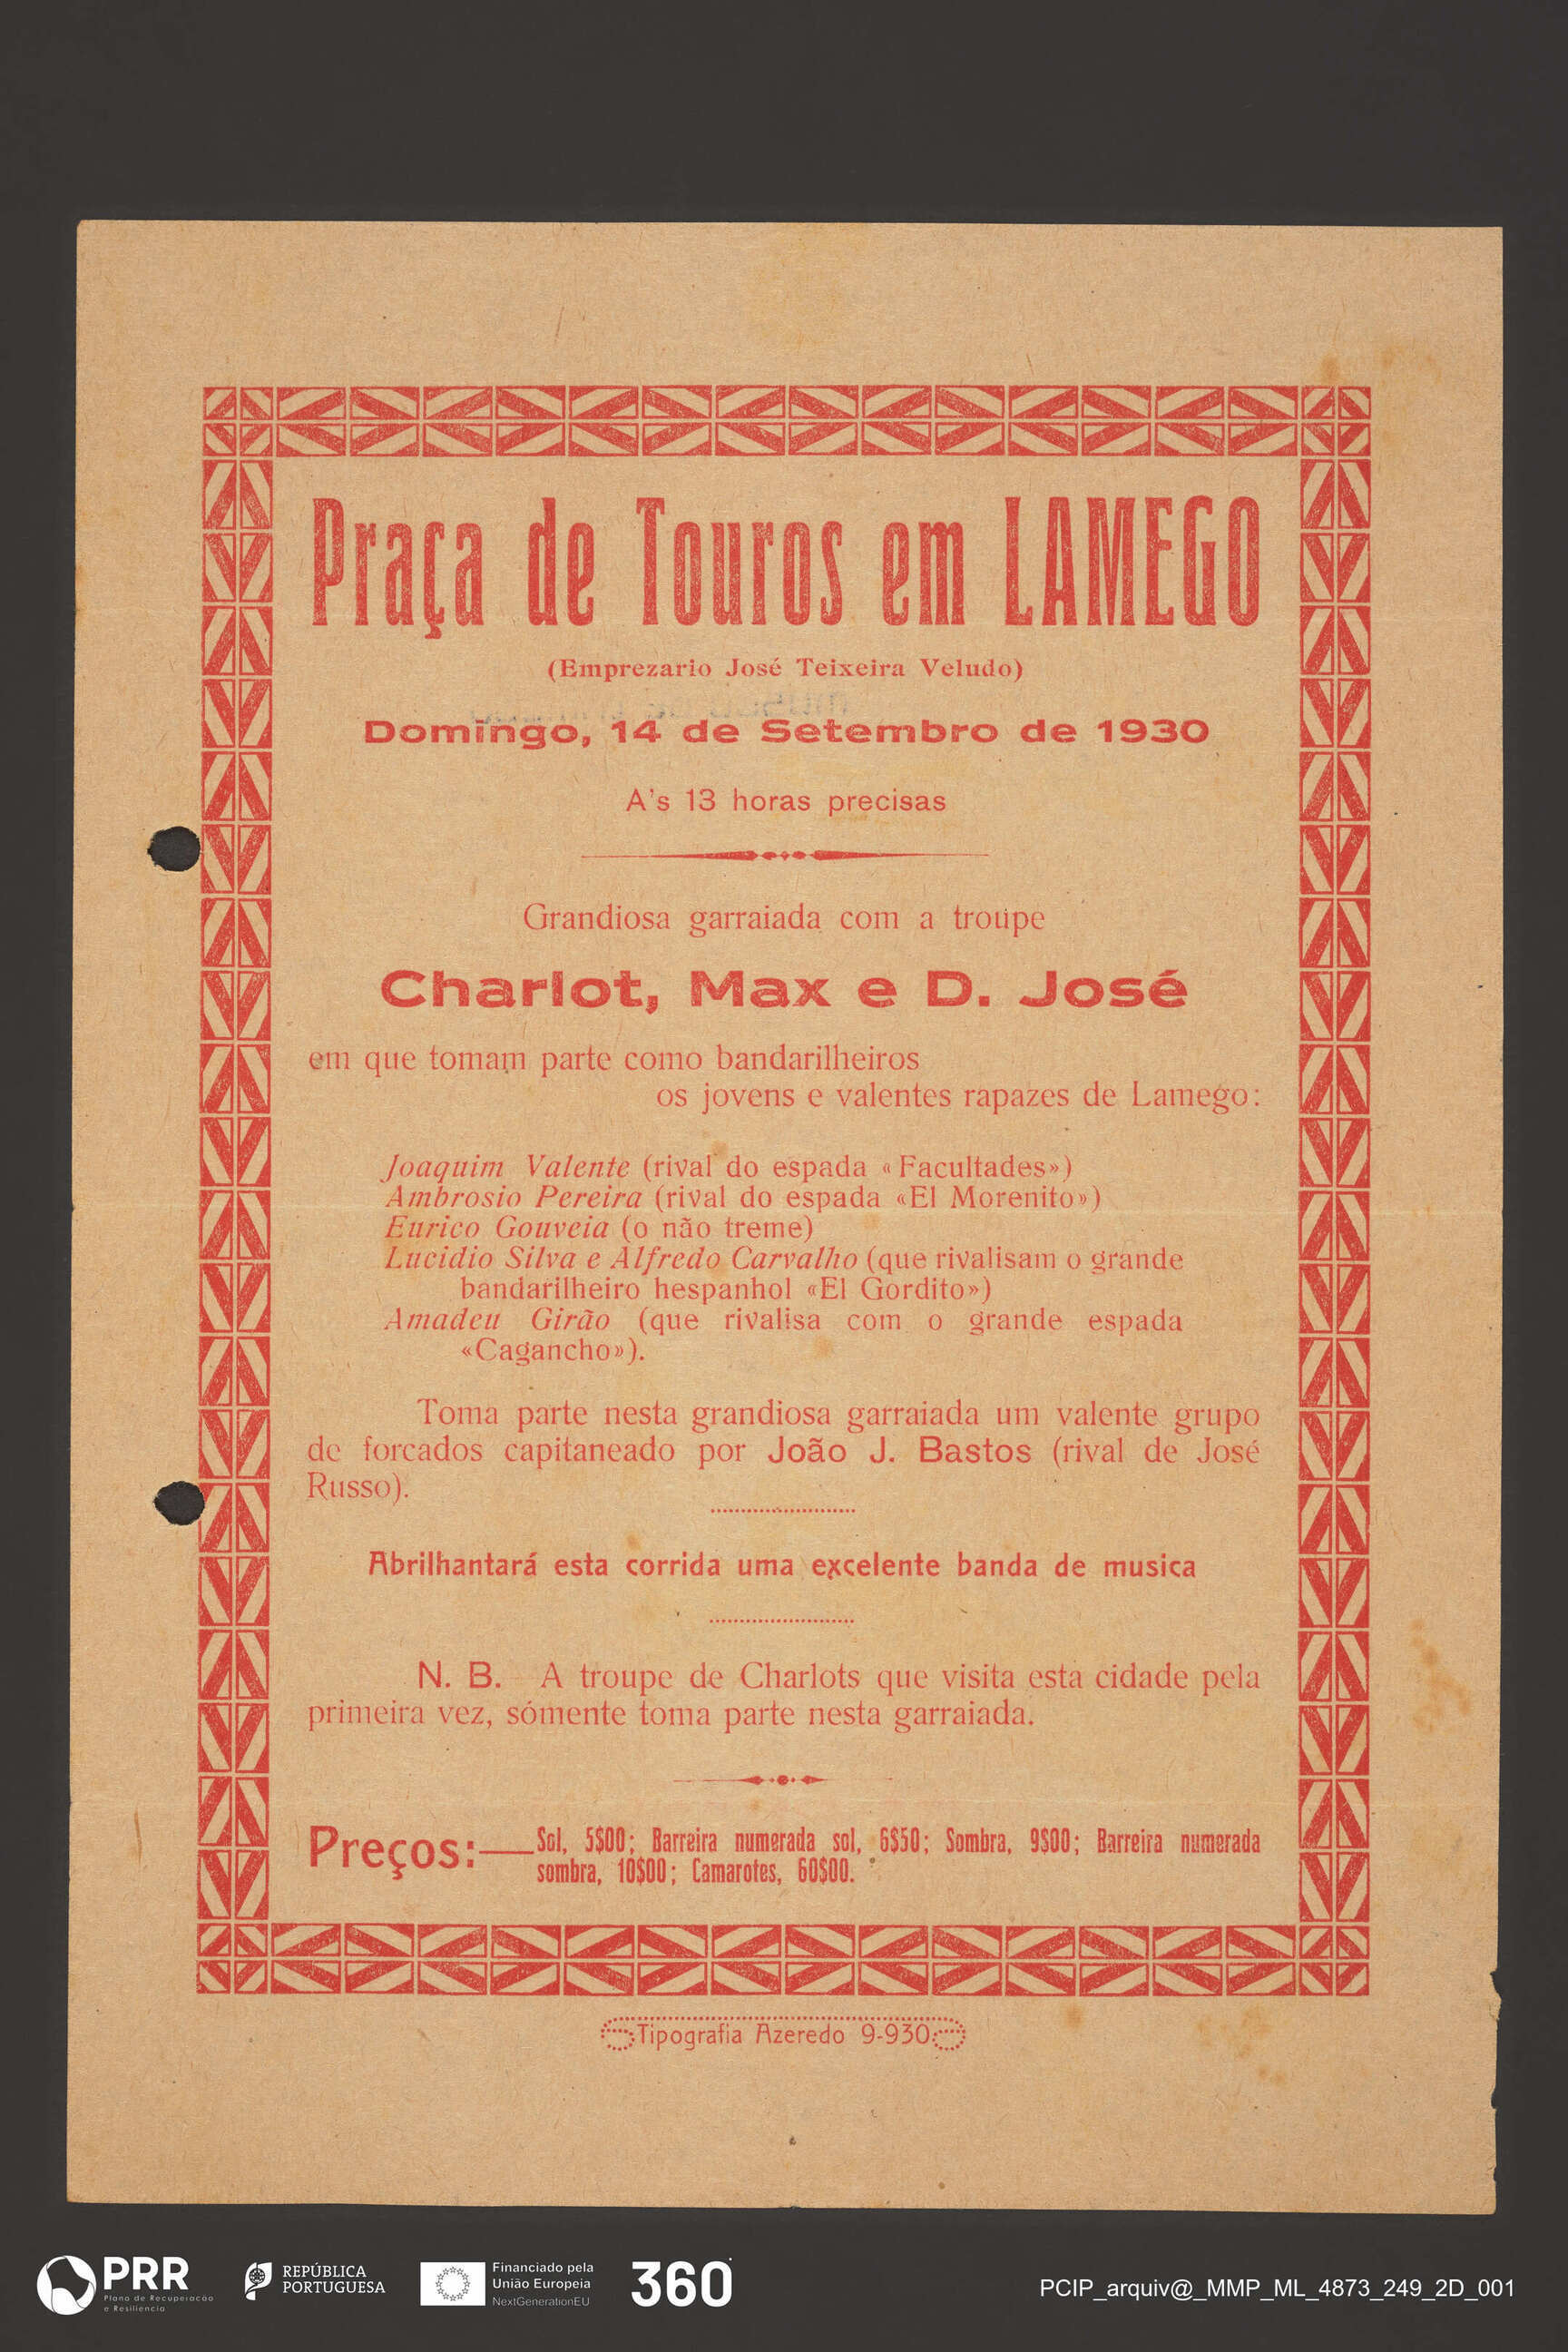 Praça de Touros em LAMEGO
(Emprezario José Teixeira Veludo)
Domingo, 14 de Setembro de 1930
A's 13 horas precisas
Grandiosa garraiada com a troupe
Charlot, Max e D. José
em que tomam parte como bandarilheiros
os jovens e valentes rapazes de Lamego:
Joaquim Valente (rival do espada «Facultades»)
Ambrosio Pereira (rival do espada «El Morenito»)
Eurico Gouveia (o não treme)
Lucidio Silva e Alfredo Carvalho (que rivalisam o grande
bandarilheiro hespanhol «El Gordito»)
Amadeu Girão (que rivalisa com o grande espada
«Cagancho»).
Toma parte nesta grandiosa garraiada um valente grupo
de forcados capitaneado por João J. Bastos (rival de José
Russo).
Abrilhantará esta corrida uma excelente banda de musica
N. B. A troupe de Charlots que visita esta cidade pela
primeira vez, sómente toma parte nesta garraiada.
Preços:—Sol, 5$00; Barreira numerada sol, 6$50; Sombra, 9$00; Barreira numerada
sombra, 10$00; Camarotes, 60$00.
Tipografia Azeredo 9-930
PRR
Plano de Recuperação
e Resiliência
REPÚBLICA
PORTUGUESA
Financiado pela
União Europeia
NextGenerationEU
360
PCIP_arquiv@_MMP_ML_4873_249_2D_001